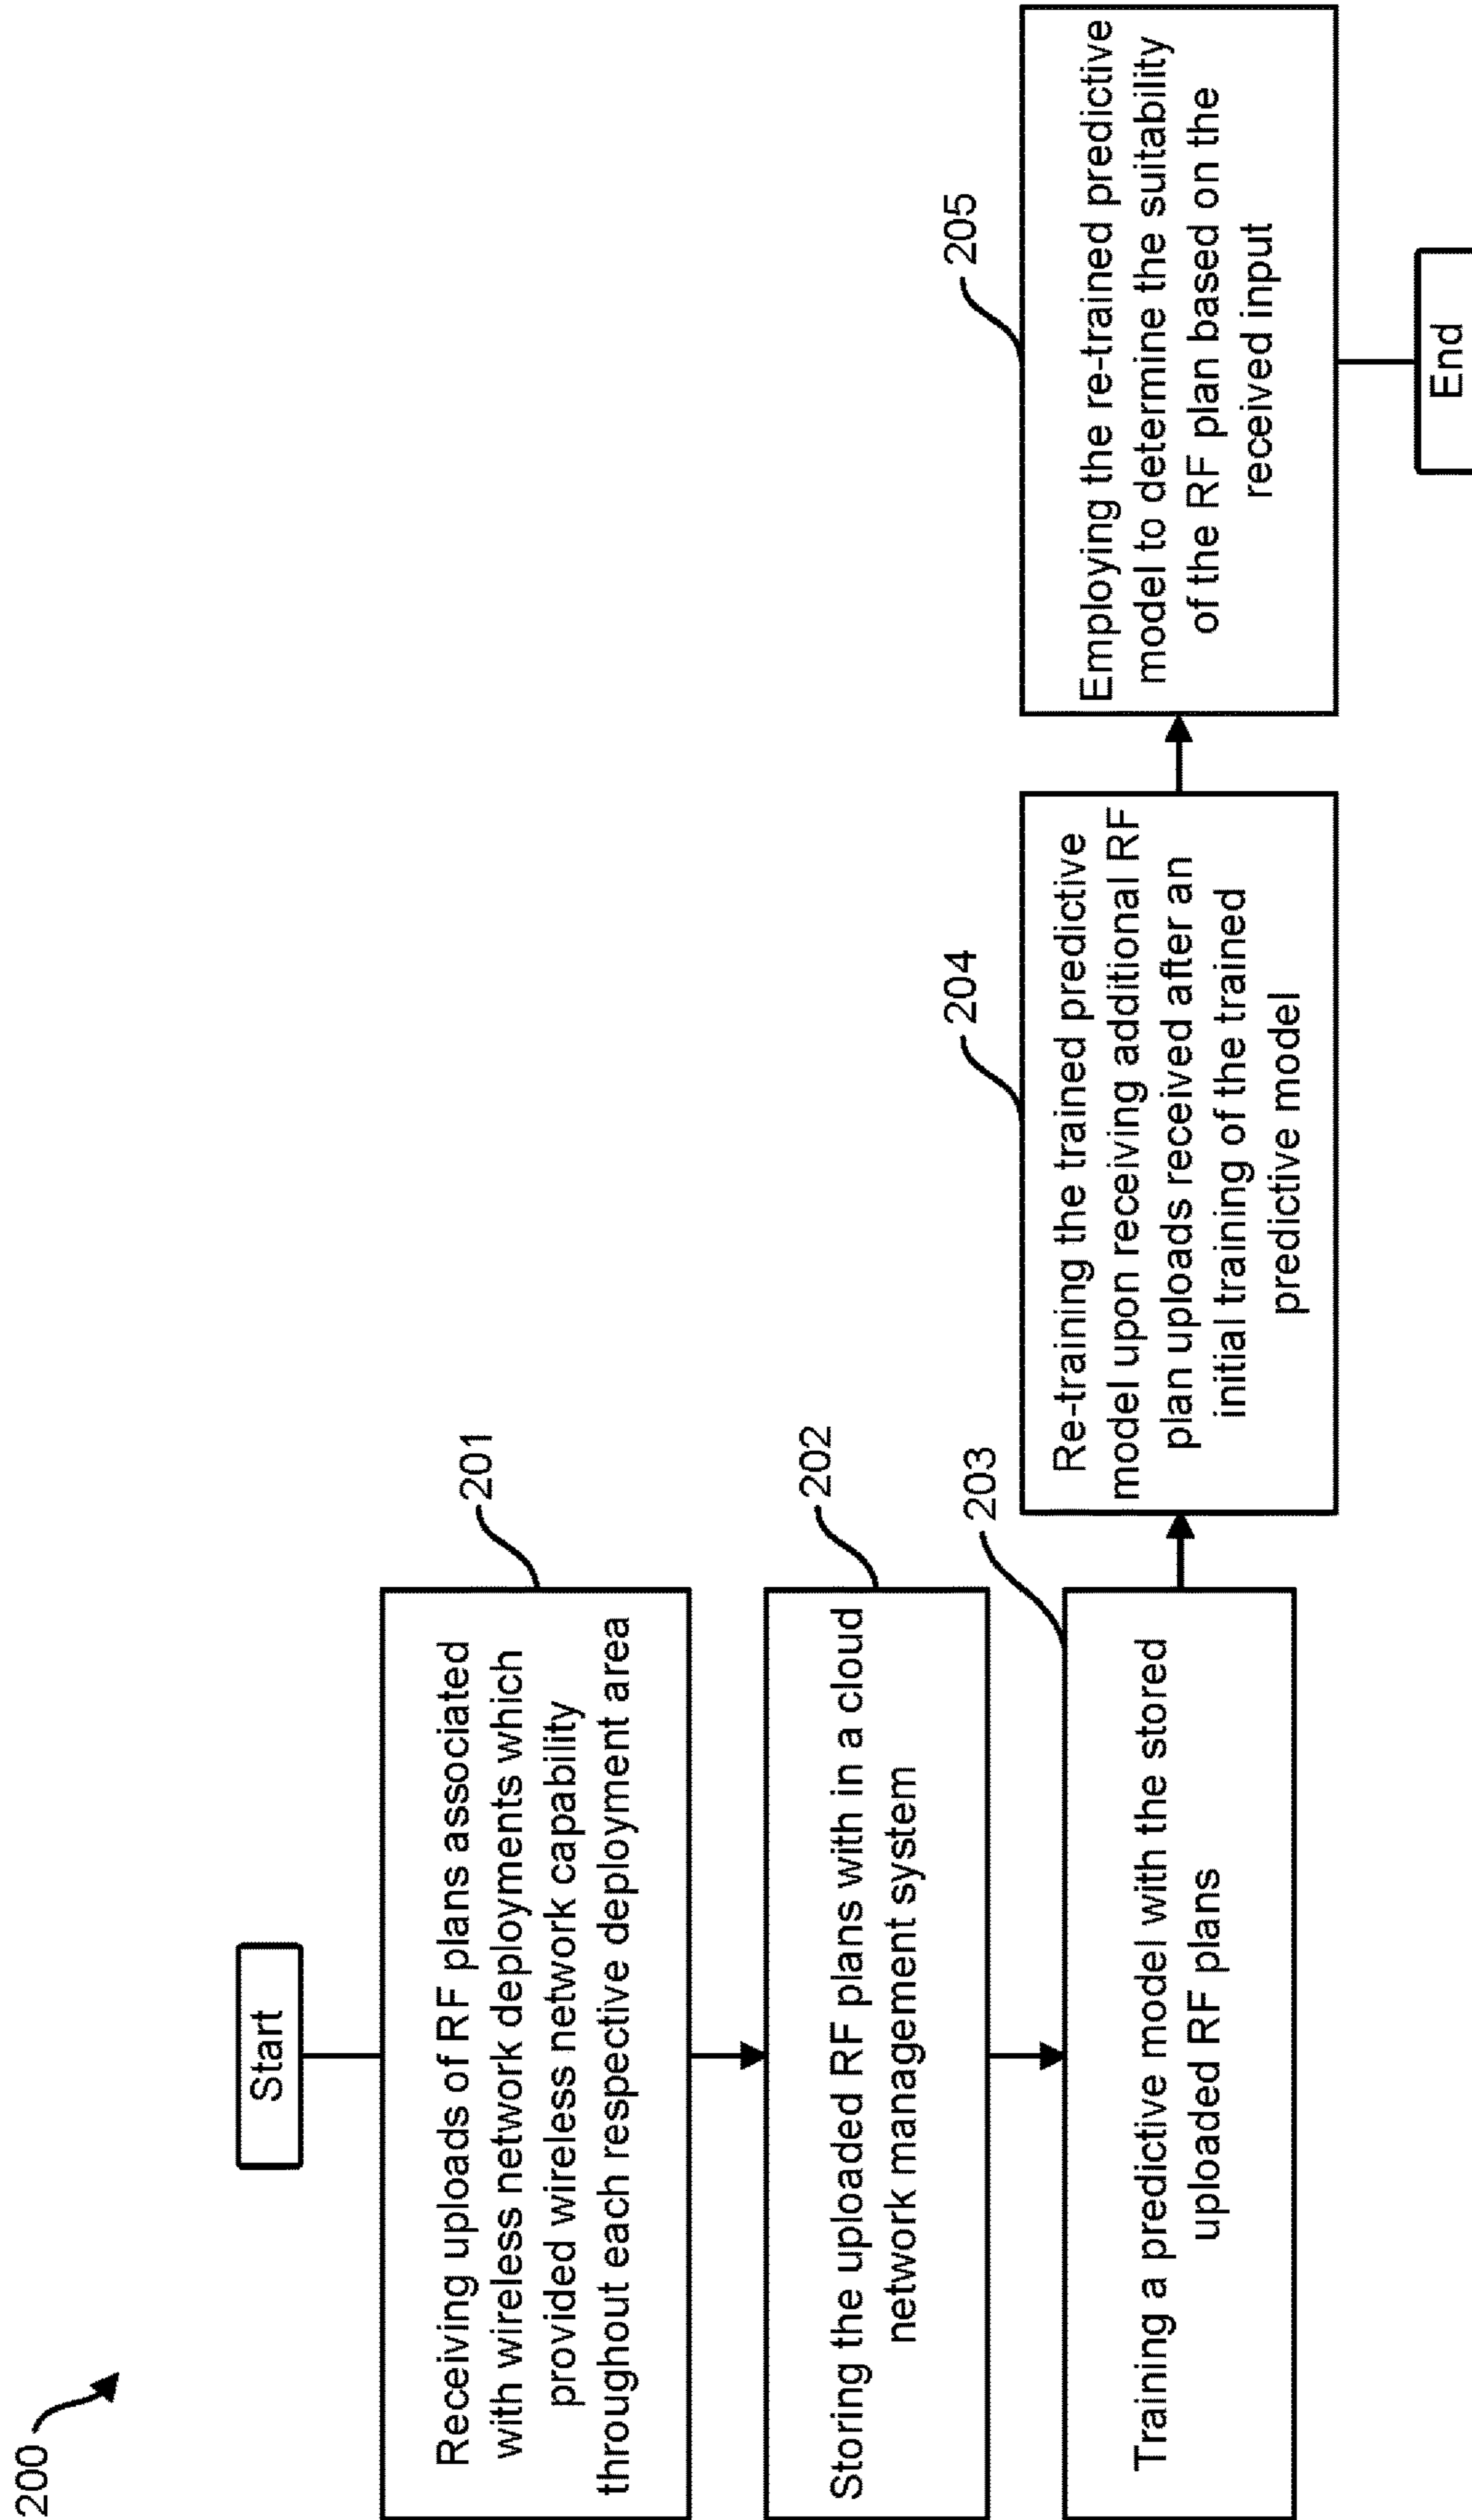 200
Start
201
Receiving uploads of RF plans associated
with wireless network deployments which
provided wireless network capability
throughout each respective deployment area
202
Storing the uploaded RF plans with in a cloud
network management system
203
Training a predictive model with the stored
uploaded RF plans
204
Re-training the trained predictive
model upon receiving additional RF
plan uploads received after an
initial training of the trained
predictive model
205
Employing the re-trained predictive
model to determine the suitability
of the RF plan based on the
received input
End